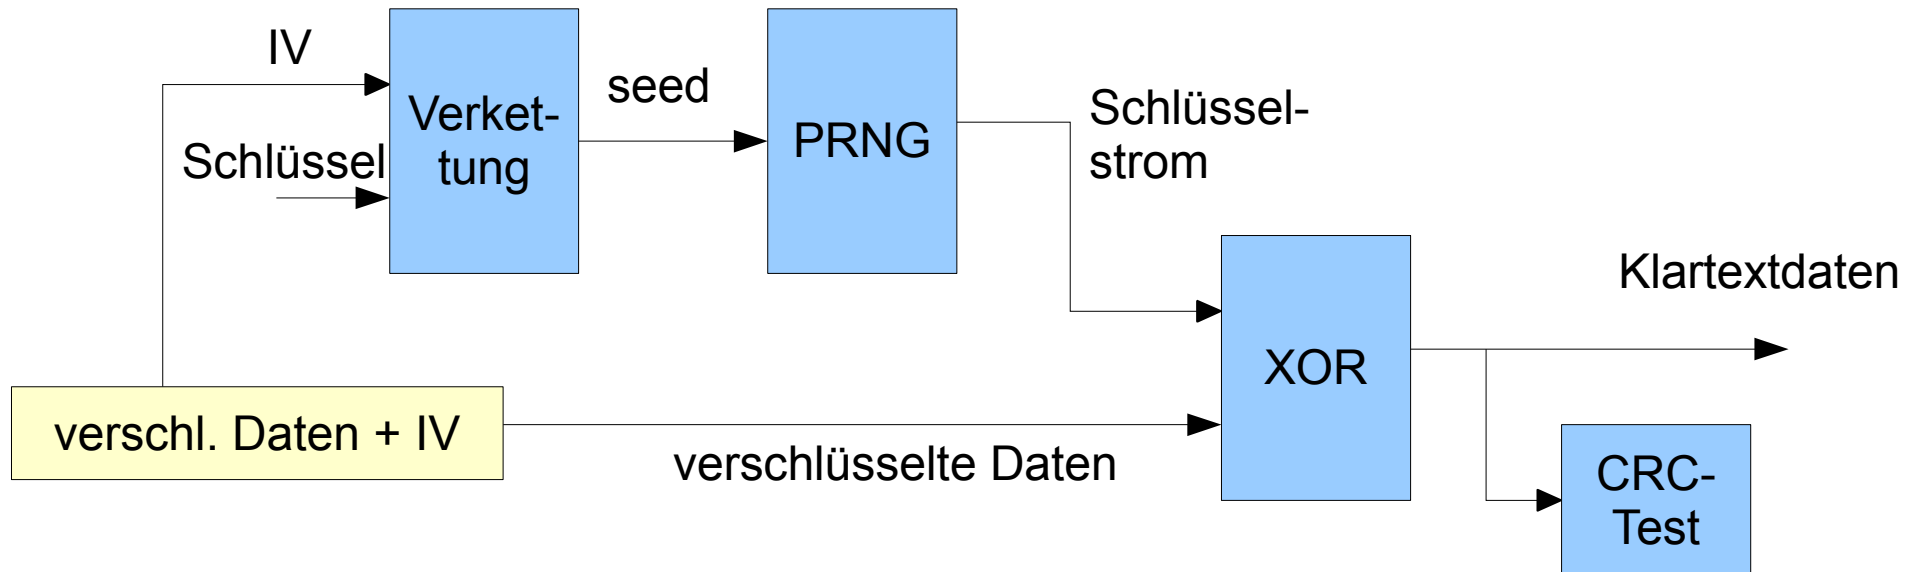 IV
Schlüssel
Verket-
tung
seed
PRNG
Schlüssel-
strom
verschl. Daten + IV
verschlüsselte Daten
XOR
Klartextdaten
CRC-
Test